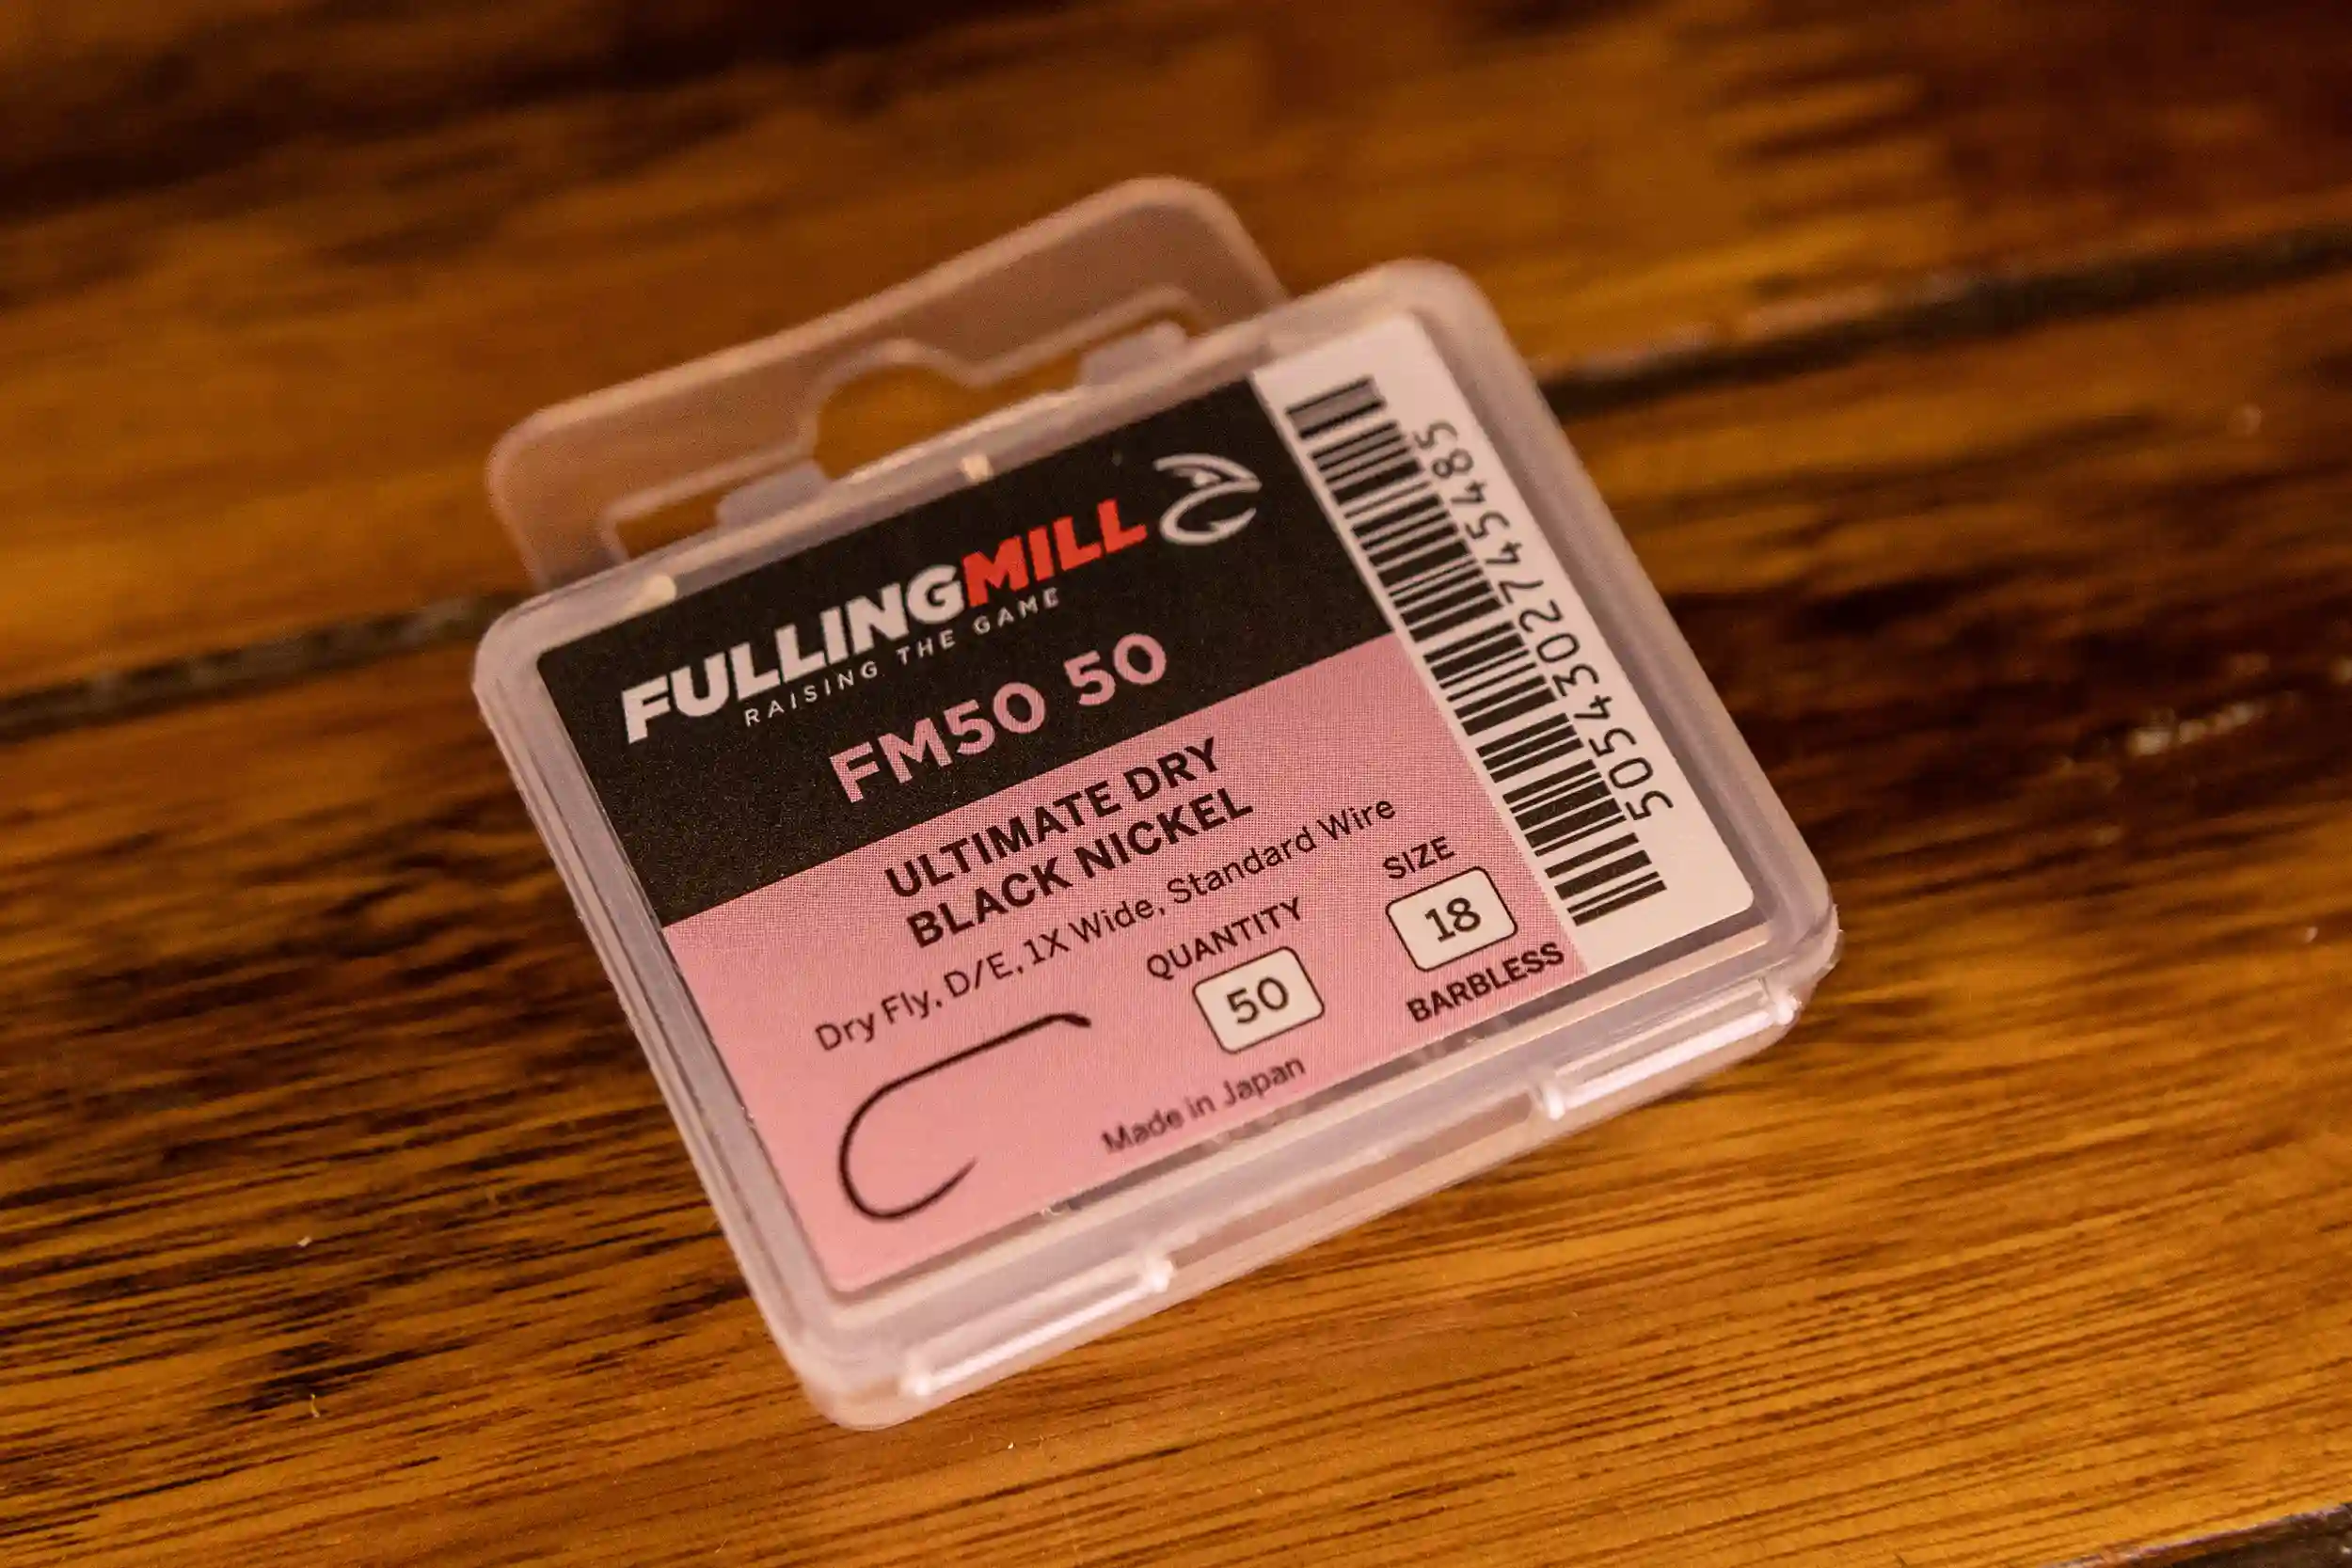 FULLINGMILL
RAISING THE GAME
FM50 50
ULTIMATE DRY
BLACK NICKEL
Dry Fly, D/E, 1X Wide, Standard Wire
QUANTITY
50
SIZE
18
BARBLESS
Made in Japan
5054302745485